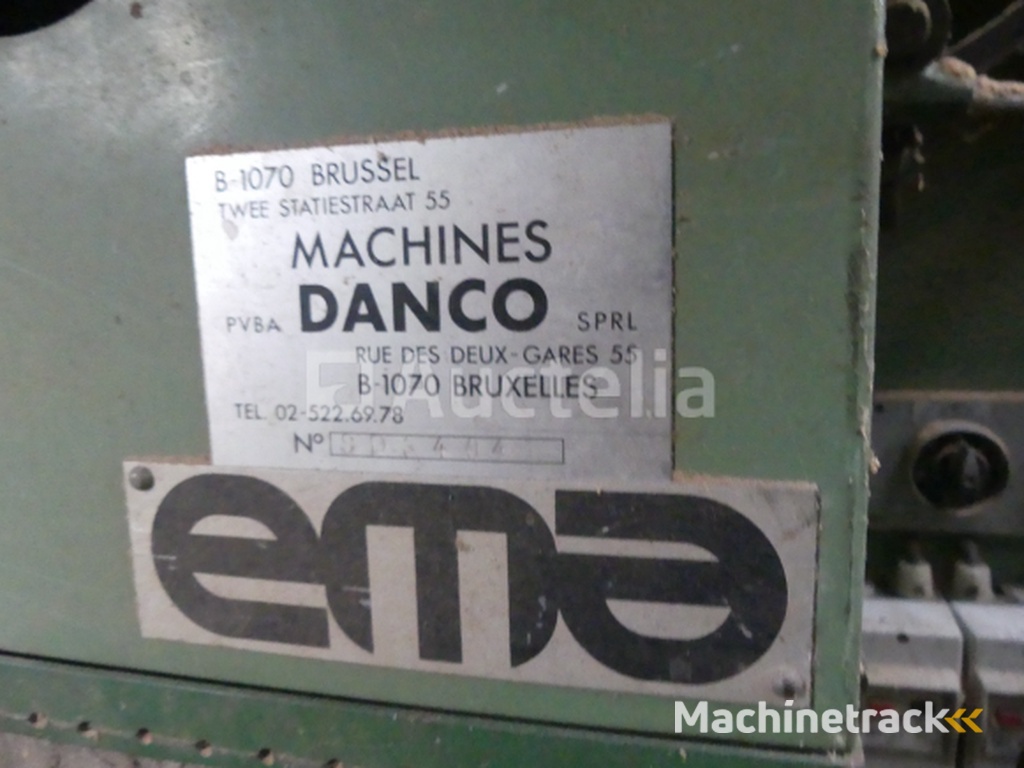 B-1070 BRUSSEL
TWEE STATIESTRAAT 55
MACHINES
PVBA DANCO SPRL
RUE DES DEUX-GARES 55
B-1070 BRUXELLES
TEL. 02-522.69.78
Nº
Auctelia
ema
Machinetrack